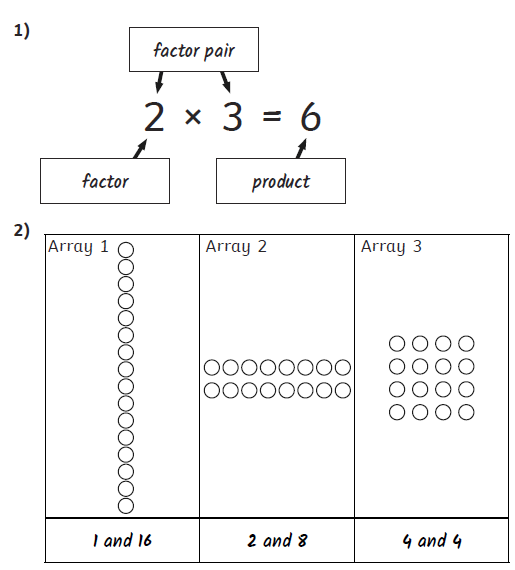 1)
factor pair
2 × 3 = 6
factor product
2)
Array 1 Array 2 Array 3
1 and 16 2 and 8 4 and 4